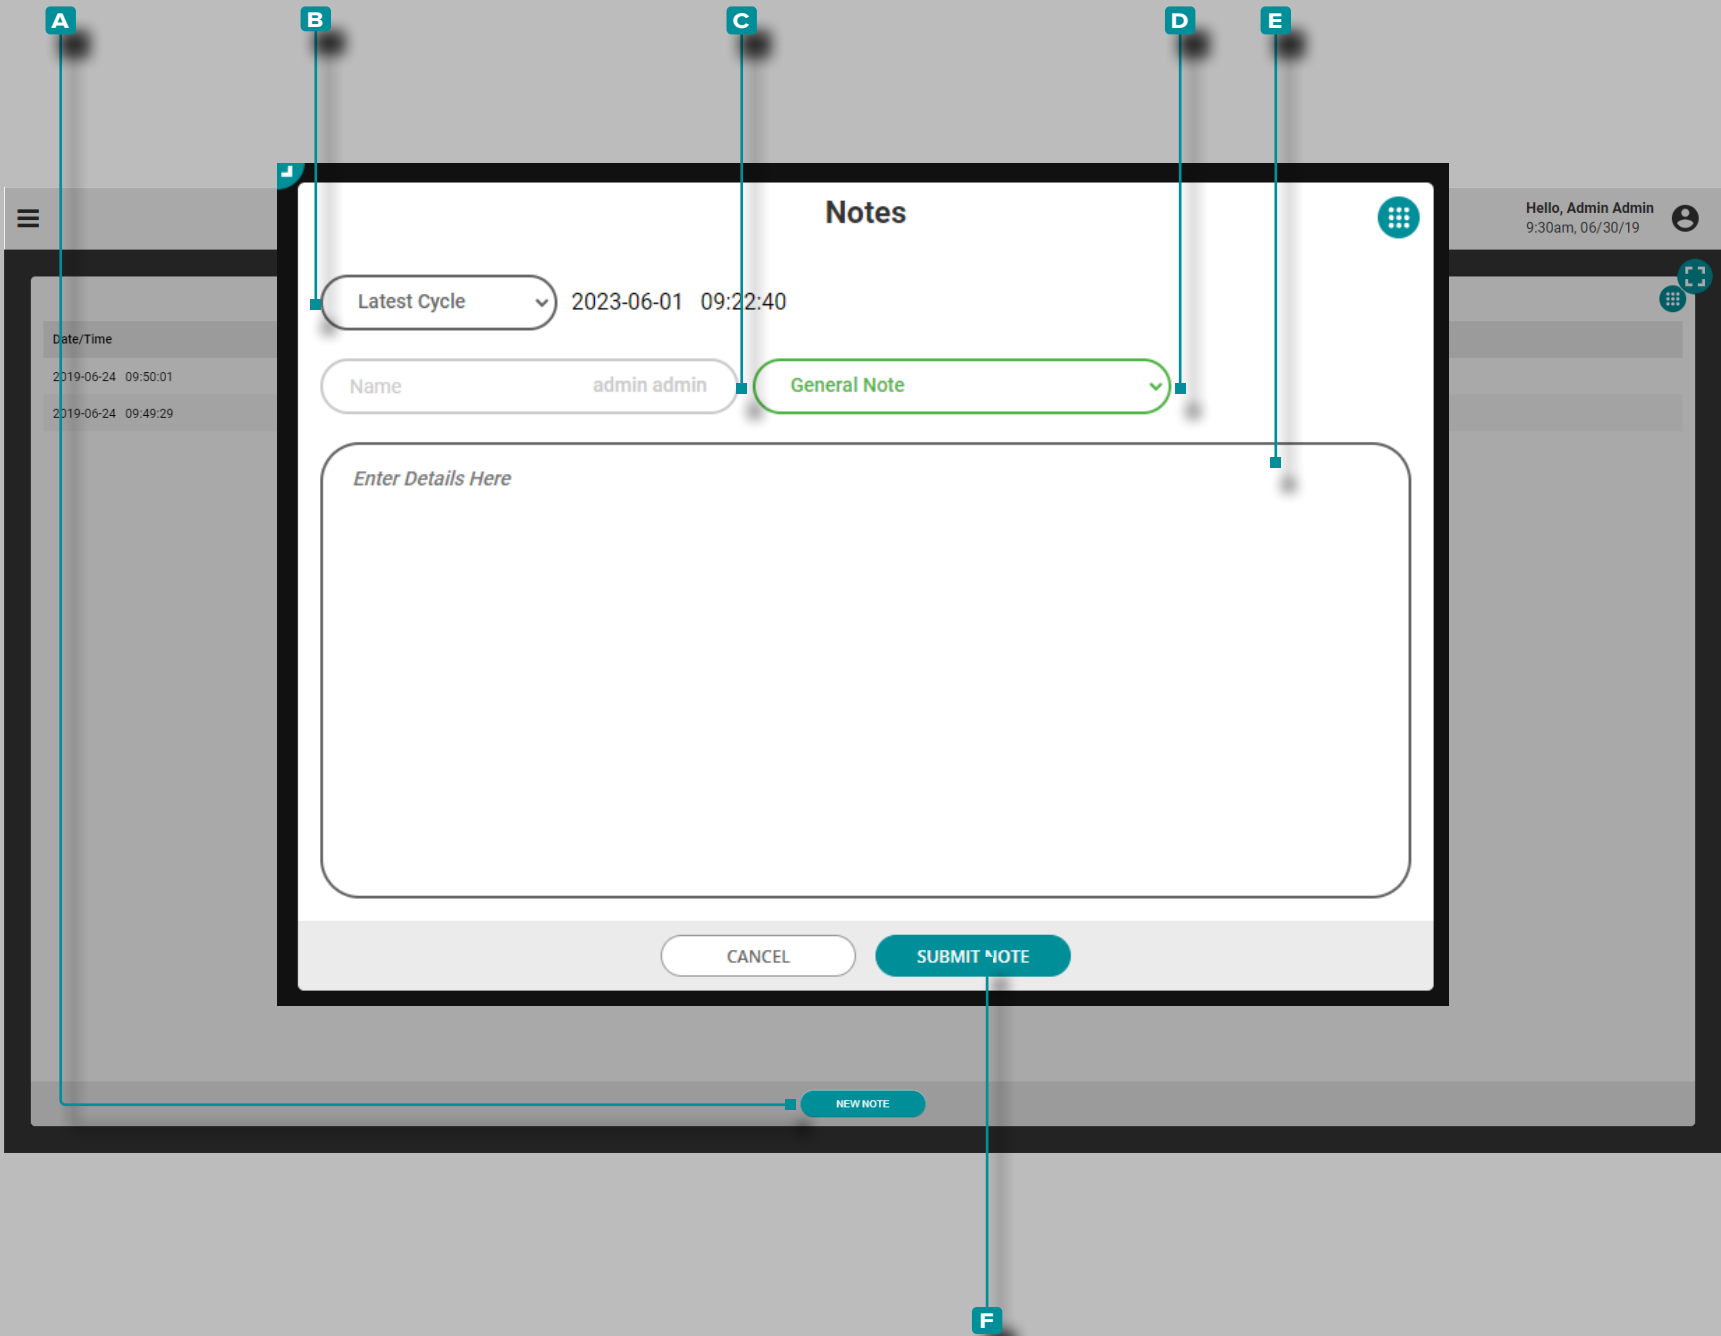 A B C D E
Notes
Hello, Admin Admin
9:30am, 06/30/19
Latest Cycle 2023-06-01 09:22:40
Date/Time
2019-06-24 09:50:01
2019-06-24 09:49:29
Name admin admin General Note
Enter Details Here
CANCEL SUBMIT NOTE
NEW NOTE
F